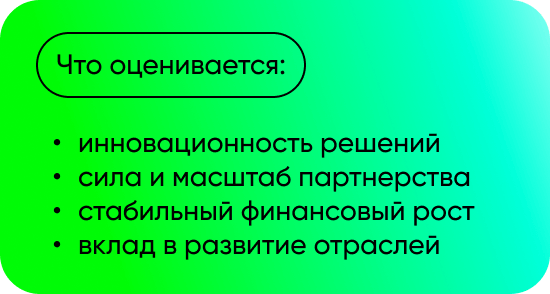 Что оценивается:
• инновационность решений
• сила и масштаб партнерства
• стабильный финансовый рост
• вклад в развитие отраслей